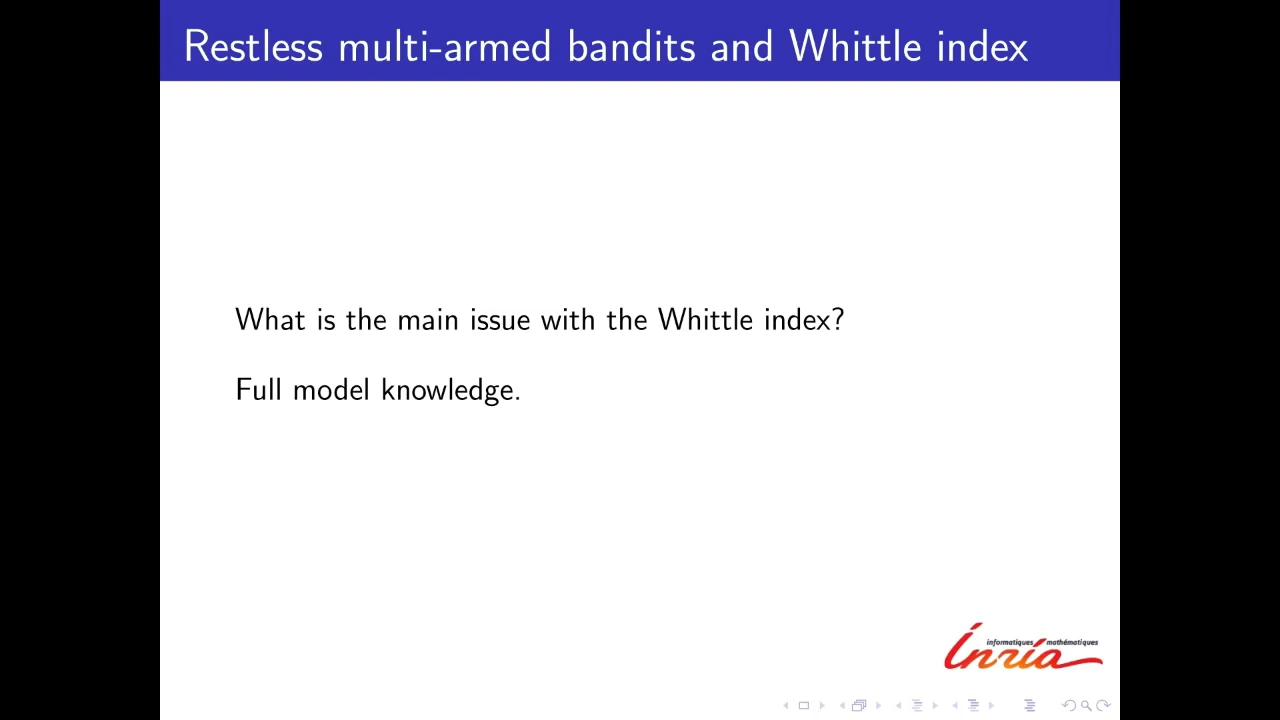 Restless multi-armed bandits and Whittle index
What is the main issue with the Whittle index?
Full model knowledge.
informatiques mathématiques
Inria